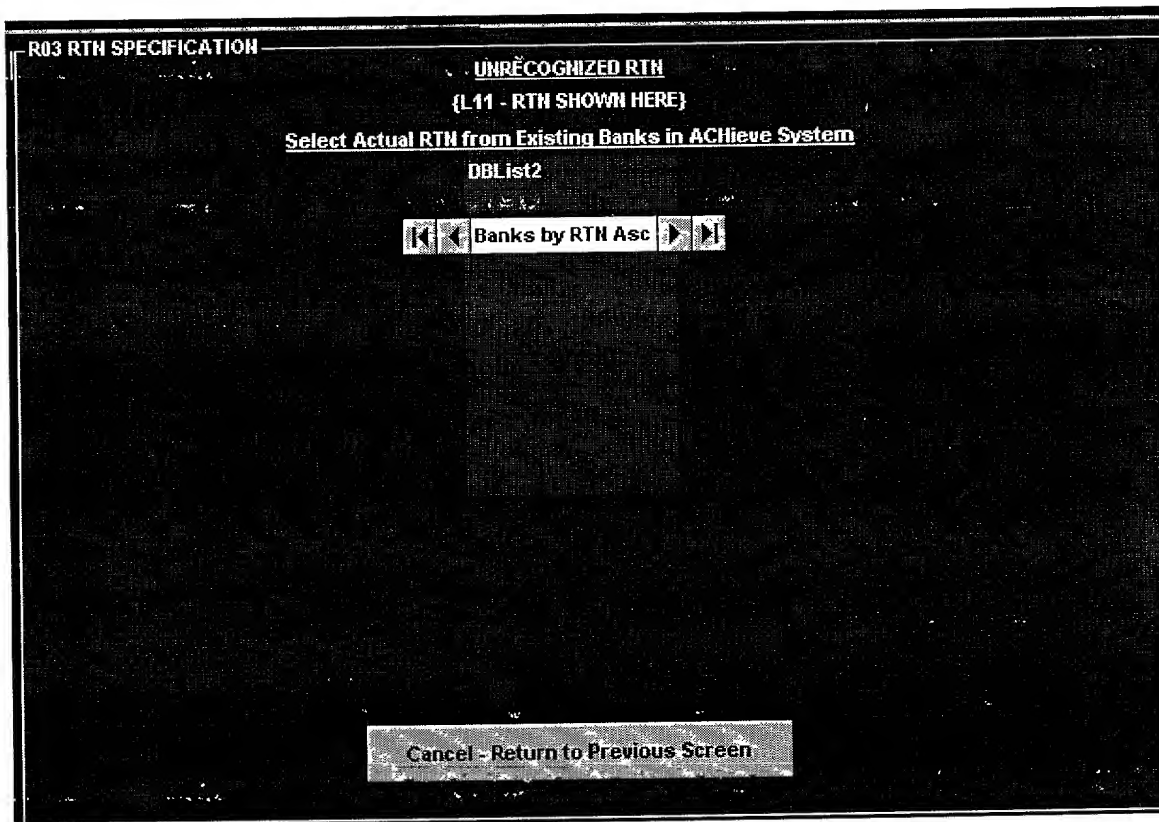 R03 RTN SPECIFICATION
UNRECOGNIZED RTN
{L11 - RTN SHOWN HERE}
Select Actual RTN from Existing Banks in ACHieve System
DBList2
Banks by RTN Asc
Cancel - Return to Previous Screen